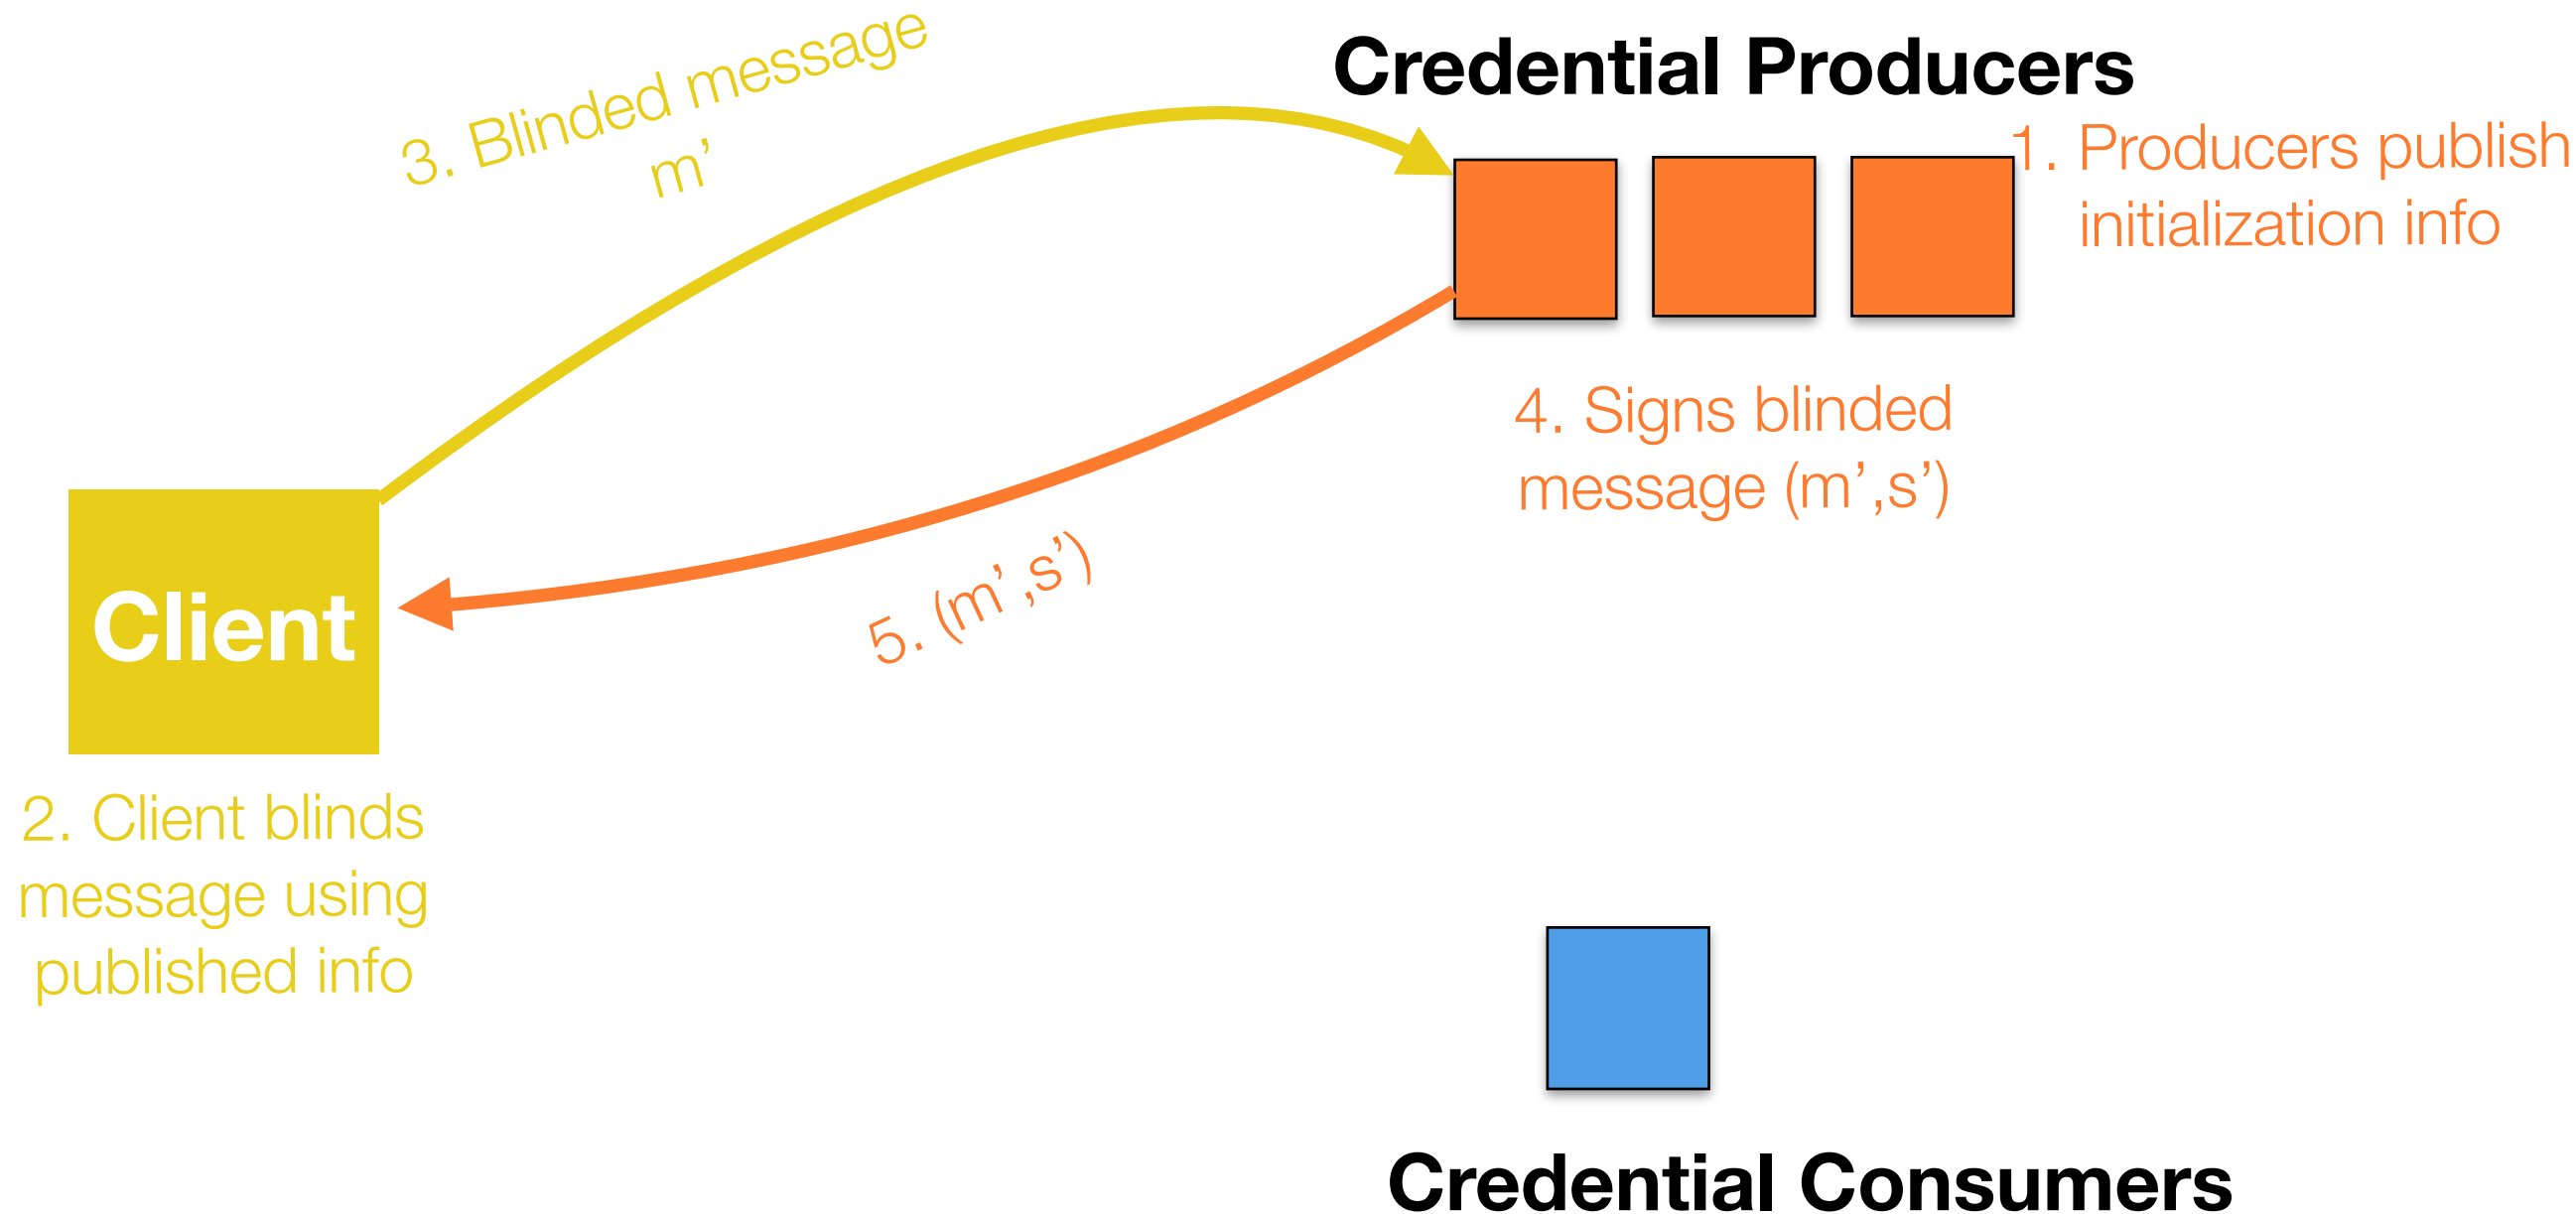 3. Blinded message
m’
Credential Producers
1. Producers publish
initialization info
4. Signs blinded
message (m’,s’)
5. (m’,s’)
Client
2. Client blinds
message using
published info
Credential Consumers